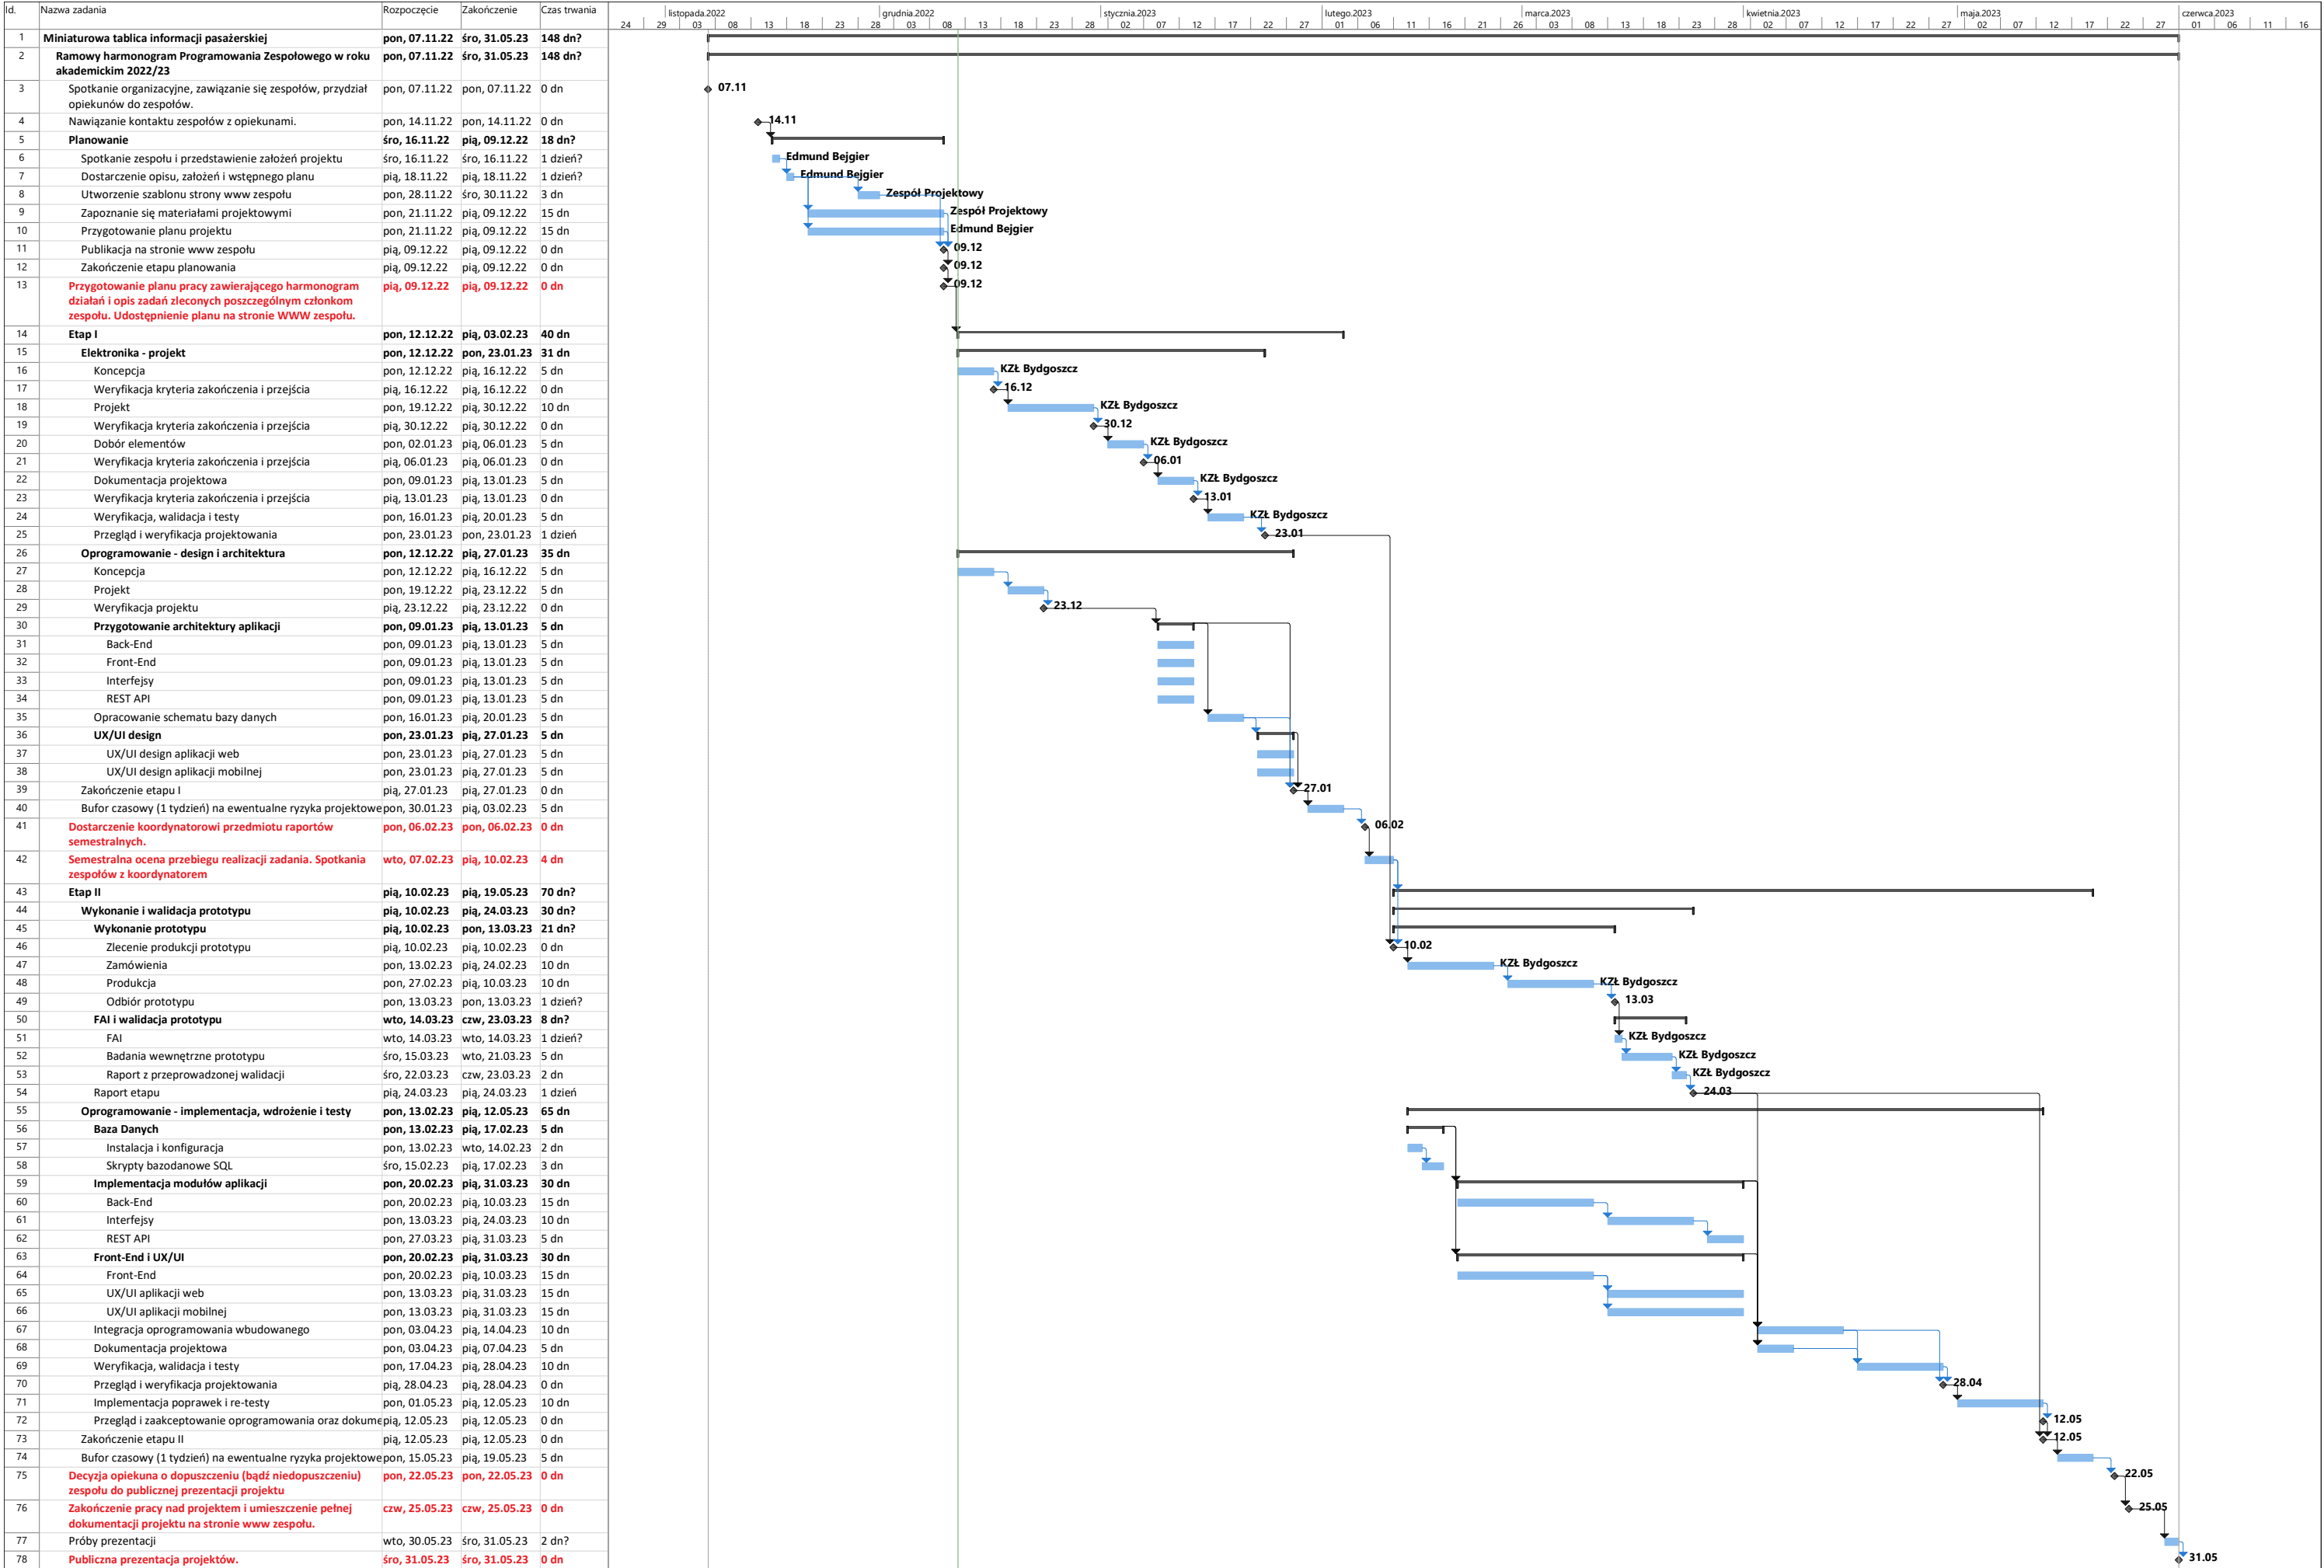 Id. Nazwa zadania Rozpoczęcie Zakończenie Czas trwania listopada.2022 grudnia.2022 stycznia.2023 lutego.2023 marca.2023 kwietnia.2023 maja.2023 czerwca.2023
24 29 03 08 13 18 23 28 03 08 13 18 23 28 02 07 12 17 22 27 01 06 11 16 21 26 03 08 13 18 23 28 02 07 12 17 22 27 02 07 12 17 22 27 01 06 11 16
1 Miniaturowa tablica informacji pasażerskiej pon, 07.11.22 śro, 31.05.23 148 dn?
2 Ramowy harmonogram Programowania Zespołowego w roku pon, 07.11.22 śro, 31.05.23 148 dn?
akademickim 2022/23
3 Spotkanie organizacyjne, zawiązanie się zespołów, przydział pon, 07.11.22 pon, 07.11.22 0 dn 07.11
opiekunów do zespołów.
4 Nawiązanie kontaktu zespołów z opiekunami. pon, 14.11.22 pon, 14.11.22 0 dn 14.11
5 Planowanie śro, 16.11.22 pią, 09.12.22 18 dn?
6 Spotkanie zespołu i przedstawienie założeń projektu śro, 16.11.22 śro, 16.11.22 1 dzień? Edmund Bejgier
7 Dostarczenie opisu, założeń i wstępnego planu pią, 18.11.22 pią, 18.11.22 1 dzień? Edmund Bejgier
8 Utworzenie szablonu strony www zespołu pon, 28.11.22 śro, 30.11.22 3 dn Zespół Projektowy
9 Zapoznanie się materiałami projektowymi pon, 21.11.22 pią, 09.12.22 15 dn Zespół Projektowy
10 Przygotowanie planu projektu pon, 21.11.22 pią, 09.12.22 15 dn Edmund Bejgier
11 Publikacja na stronie www zespołu pią, 09.12.22 pią, 09.12.22 0 dn 09.12
12 Zakończenie etapu planowania pią, 09.12.22 pią, 09.12.22 0 dn 09.12
13 Przygotowanie planu pracy zawierającego harmonogram pią, 09.12.22 pią, 09.12.22 0 dn 09.12
działań i opis zadań zleconych poszczególnym członkom
zespołu. Udostępnienie planu na stronie WWW zespołu.
14 Etap I pon, 12.12.22 pią, 03.02.23 40 dn
15 Elektronika - projekt pon, 12.12.22 pon, 23.01.23 31 dn
16 Koncepcja pon, 12.12.22 pią, 16.12.22 5 dn KZŁ Bydgoszcz
17 Weryfikacja kryteria zakończenia i przejścia pią, 16.12.22 pią, 16.12.22 0 dn 16.12
18 Projekt pon, 19.12.22 pią, 30.12.22 10 dn KZŁ Bydgoszcz
19 Weryfikacja kryteria zakończenia i przejścia pią, 30.12.22 pią, 30.12.22 0 dn 30.12
20 Dobór elementów pon, 02.01.23 pią, 06.01.23 5 dn KZŁ Bydgoszcz
21 Weryfikacja kryteria zakończenia i przejścia pią, 06.01.23 pią, 06.01.23 0 dn 06.01
22 Dokumentacja projektowa pon, 09.01.23 pią, 13.01.23 5 dn KZŁ Bydgoszcz
23 Weryfikacja kryteria zakończenia i przejścia pią, 13.01.23 pią, 13.01.23 0 dn 13.01
24 Weryfikacja, walidacja i testy pon, 16.01.23 pią, 20.01.23 5 dn KZŁ Bydgoszcz
25 Przegląd i weryfikacja projektowania pon, 23.01.23 pon, 23.01.23 1 dzień 23.01
26 Oprogramowanie - design i architektura pon, 12.12.22 pią, 27.01.23 35 dn
27 Koncepcja pon, 12.12.22 pią, 16.12.22 5 dn
28 Projekt pon, 19.12.22 pią, 23.12.22 5 dn
29 Weryfikacja projektu pią, 23.12.22 pią, 23.12.22 0 dn 23.12
30 Przygotowanie architektury aplikacji pon, 09.01.23 pią, 13.01.23 5 dn
31 Back-End pon, 09.01.23 pią, 13.01.23 5 dn
32 Front-End pon, 09.01.23 pią, 13.01.23 5 dn
33 Interfejsy pon, 09.01.23 pią, 13.01.23 5 dn
34 REST API pon, 09.01.23 pią, 13.01.23 5 dn
35 Opracowanie schematu bazy danych pon, 16.01.23 pią, 20.01.23 5 dn
36 UX/UI design pon, 23.01.23 pią, 27.01.23 5 dn
37 UX/UI design aplikacji web pon, 23.01.23 pią, 27.01.23 5 dn
38 UX/UI design aplikacji mobilnej pon, 23.01.23 pią, 27.01.23 5 dn
39 Zakończenie etapu I pią, 27.01.23 pią, 27.01.23 0 dn 27.01
40 Bufor czasowy (1 tydzień) na ewentualne ryzyka projektowe pon, 30.01.23 pią, 03.02.23 5 dn
41 Dostarczenie koordynatorowi przedmiotu raportów pon, 06.02.23 pon, 06.02.23 0 dn 06.02
semestralnych.
42 Semestralna ocena przebiegu realizacji zadania. Spotkania wto, 07.02.23 pią, 10.02.23 4 dn
zespołów z koordynatorem
43 Etap II pią, 10.02.23 pią, 19.05.23 70 dn?
44 Wykonanie i walidacja prototypu pią, 10.02.23 pią, 24.03.23 30 dn?
45 Wykonanie prototypu pią, 10.02.23 pon, 13.03.23 21 dn?
46 Zlecenie produkcji prototypu pią, 10.02.23 pią, 10.02.23 0 dn 10.02
47 Zamówienia pon, 13.02.23 pią, 24.02.23 10 dn KZŁ Bydgoszcz
48 Produkcja pon, 27.02.23 pią, 10.03.23 10 dn KZŁ Bydgoszcz
49 Odbiór prototypu pon, 13.03.23 pon, 13.03.23 1 dzień? 13.03
50 FAI i walidacja prototypu wto, 14.03.23 czw, 23.03.23 8 dn?
51 FAI wto, 14.03.23 wto, 14.03.23 1 dzień? KZŁ Bydgoszcz
52 Badania wewnętrzne prototypu śro, 15.03.23 wto, 21.03.23 5 dn KZŁ Bydgoszcz
53 Raport z przeprowadzonej walidacji śro, 22.03.23 czw, 23.03.23 2 dn KZŁ Bydgoszcz
54 Raport etapu pią, 24.03.23 pią, 24.03.23 1 dzień 24.03
55 Oprogramowanie - implementacja, wdrożenie i testy pon, 13.02.23 pią, 12.05.23 65 dn
56 Baza Danych pon, 13.02.23 pią, 17.02.23 5 dn
57 Instalacja i konfiguracja pon, 13.02.23 wto, 14.02.23 2 dn
58 Skrypty bazodanowe SQL śro, 15.02.23 pią, 17.02.23 3 dn
59 Implementacja modułów aplikacji pon, 20.02.23 pią, 31.03.23 30 dn
60 Back-End pon, 20.02.23 pią, 10.03.23 15 dn
61 Interfejsy pon, 13.03.23 pią, 24.03.23 10 dn
62 REST API pon, 27.03.23 pią, 31.03.23 5 dn
63 Front-End i UX/UI pon, 20.02.23 pią, 31.03.23 30 dn
64 Front-End pon, 20.02.23 pią, 10.03.23 15 dn
65 UX/UI aplikacji web pon, 13.03.23 pią, 31.03.23 15 dn
66 UX/UI aplikacji mobilnej pon, 13.03.23 pią, 31.03.23 15 dn
67 Integracja oprogramowania wbudowanego pon, 03.04.23 pią, 14.04.23 10 dn
68 Dokumentacja projektowa pon, 03.04.23 pią, 07.04.23 5 dn
69 Weryfikacja, walidacja i testy pon, 17.04.23 pią, 28.04.23 10 dn
70 Przegląd i weryfikacja projektowania pią, 28.04.23 pią, 28.04.23 0 dn 28.04
71 Implementacja poprawek i re-testy pon, 01.05.23 pią, 12.05.23 10 dn
72 Przegląd i zaakceptowanie oprogramowania oraz dokume pią, 12.05.23 pią, 12.05.23 0 dn 12.05
73 Zakończenie etapu II pią, 12.05.23 pią, 12.05.23 0 dn 12.05
74 Bufor czasowy (1 tydzień) na ewentualne ryzyka projektowe pon, 15.05.23 pią, 19.05.23 5 dn
75 Decyzja opiekuna o dopuszczeniu (bądź niedopuszczeniu) pon, 22.05.23 pon, 22.05.23 0 dn 22.05
zespołu do publicznej prezentacji projektu
76 Zakończenie pracy nad projektem i umieszczenie pełnej czw, 25.05.23 czw, 25.05.23 0 dn 25.05
dokumentacji projektu na stronie www zespołu.
77 Próby prezentacji wto, 30.05.23 śro, 31.05.23 2 dn?
78 Publiczna prezentacja projektów. śro, 31.05.23 śro, 31.05.23 0 dn 31.05